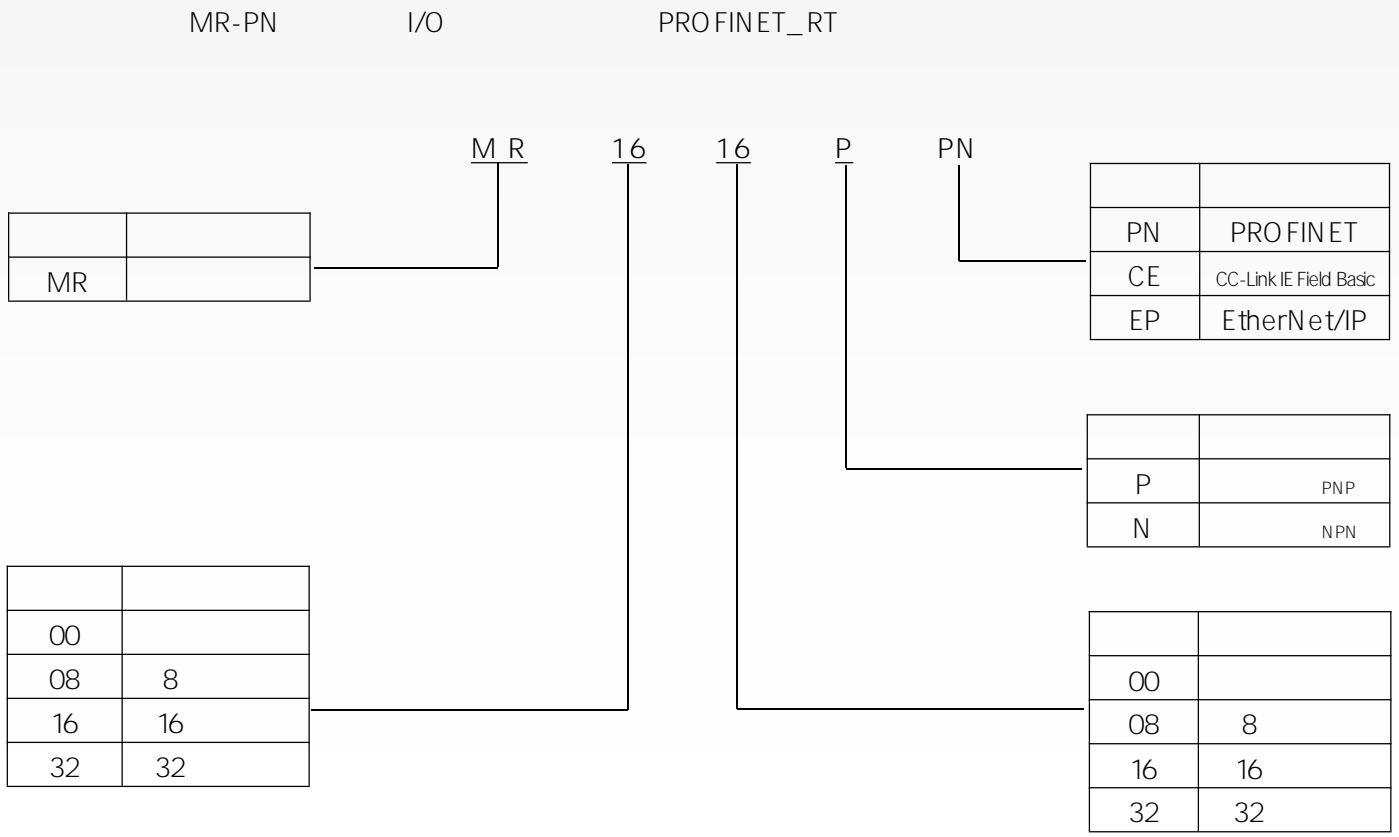 MR-PN I/O PROFINET_RT
MR 16 16 P PN
MR
PN PROFINET
CE CC-Link IE Field Basic
EP EtherNet/IP
P PNP
N NPN
00
08 8
16 16
32 32
00
08 8
16 16
32 32